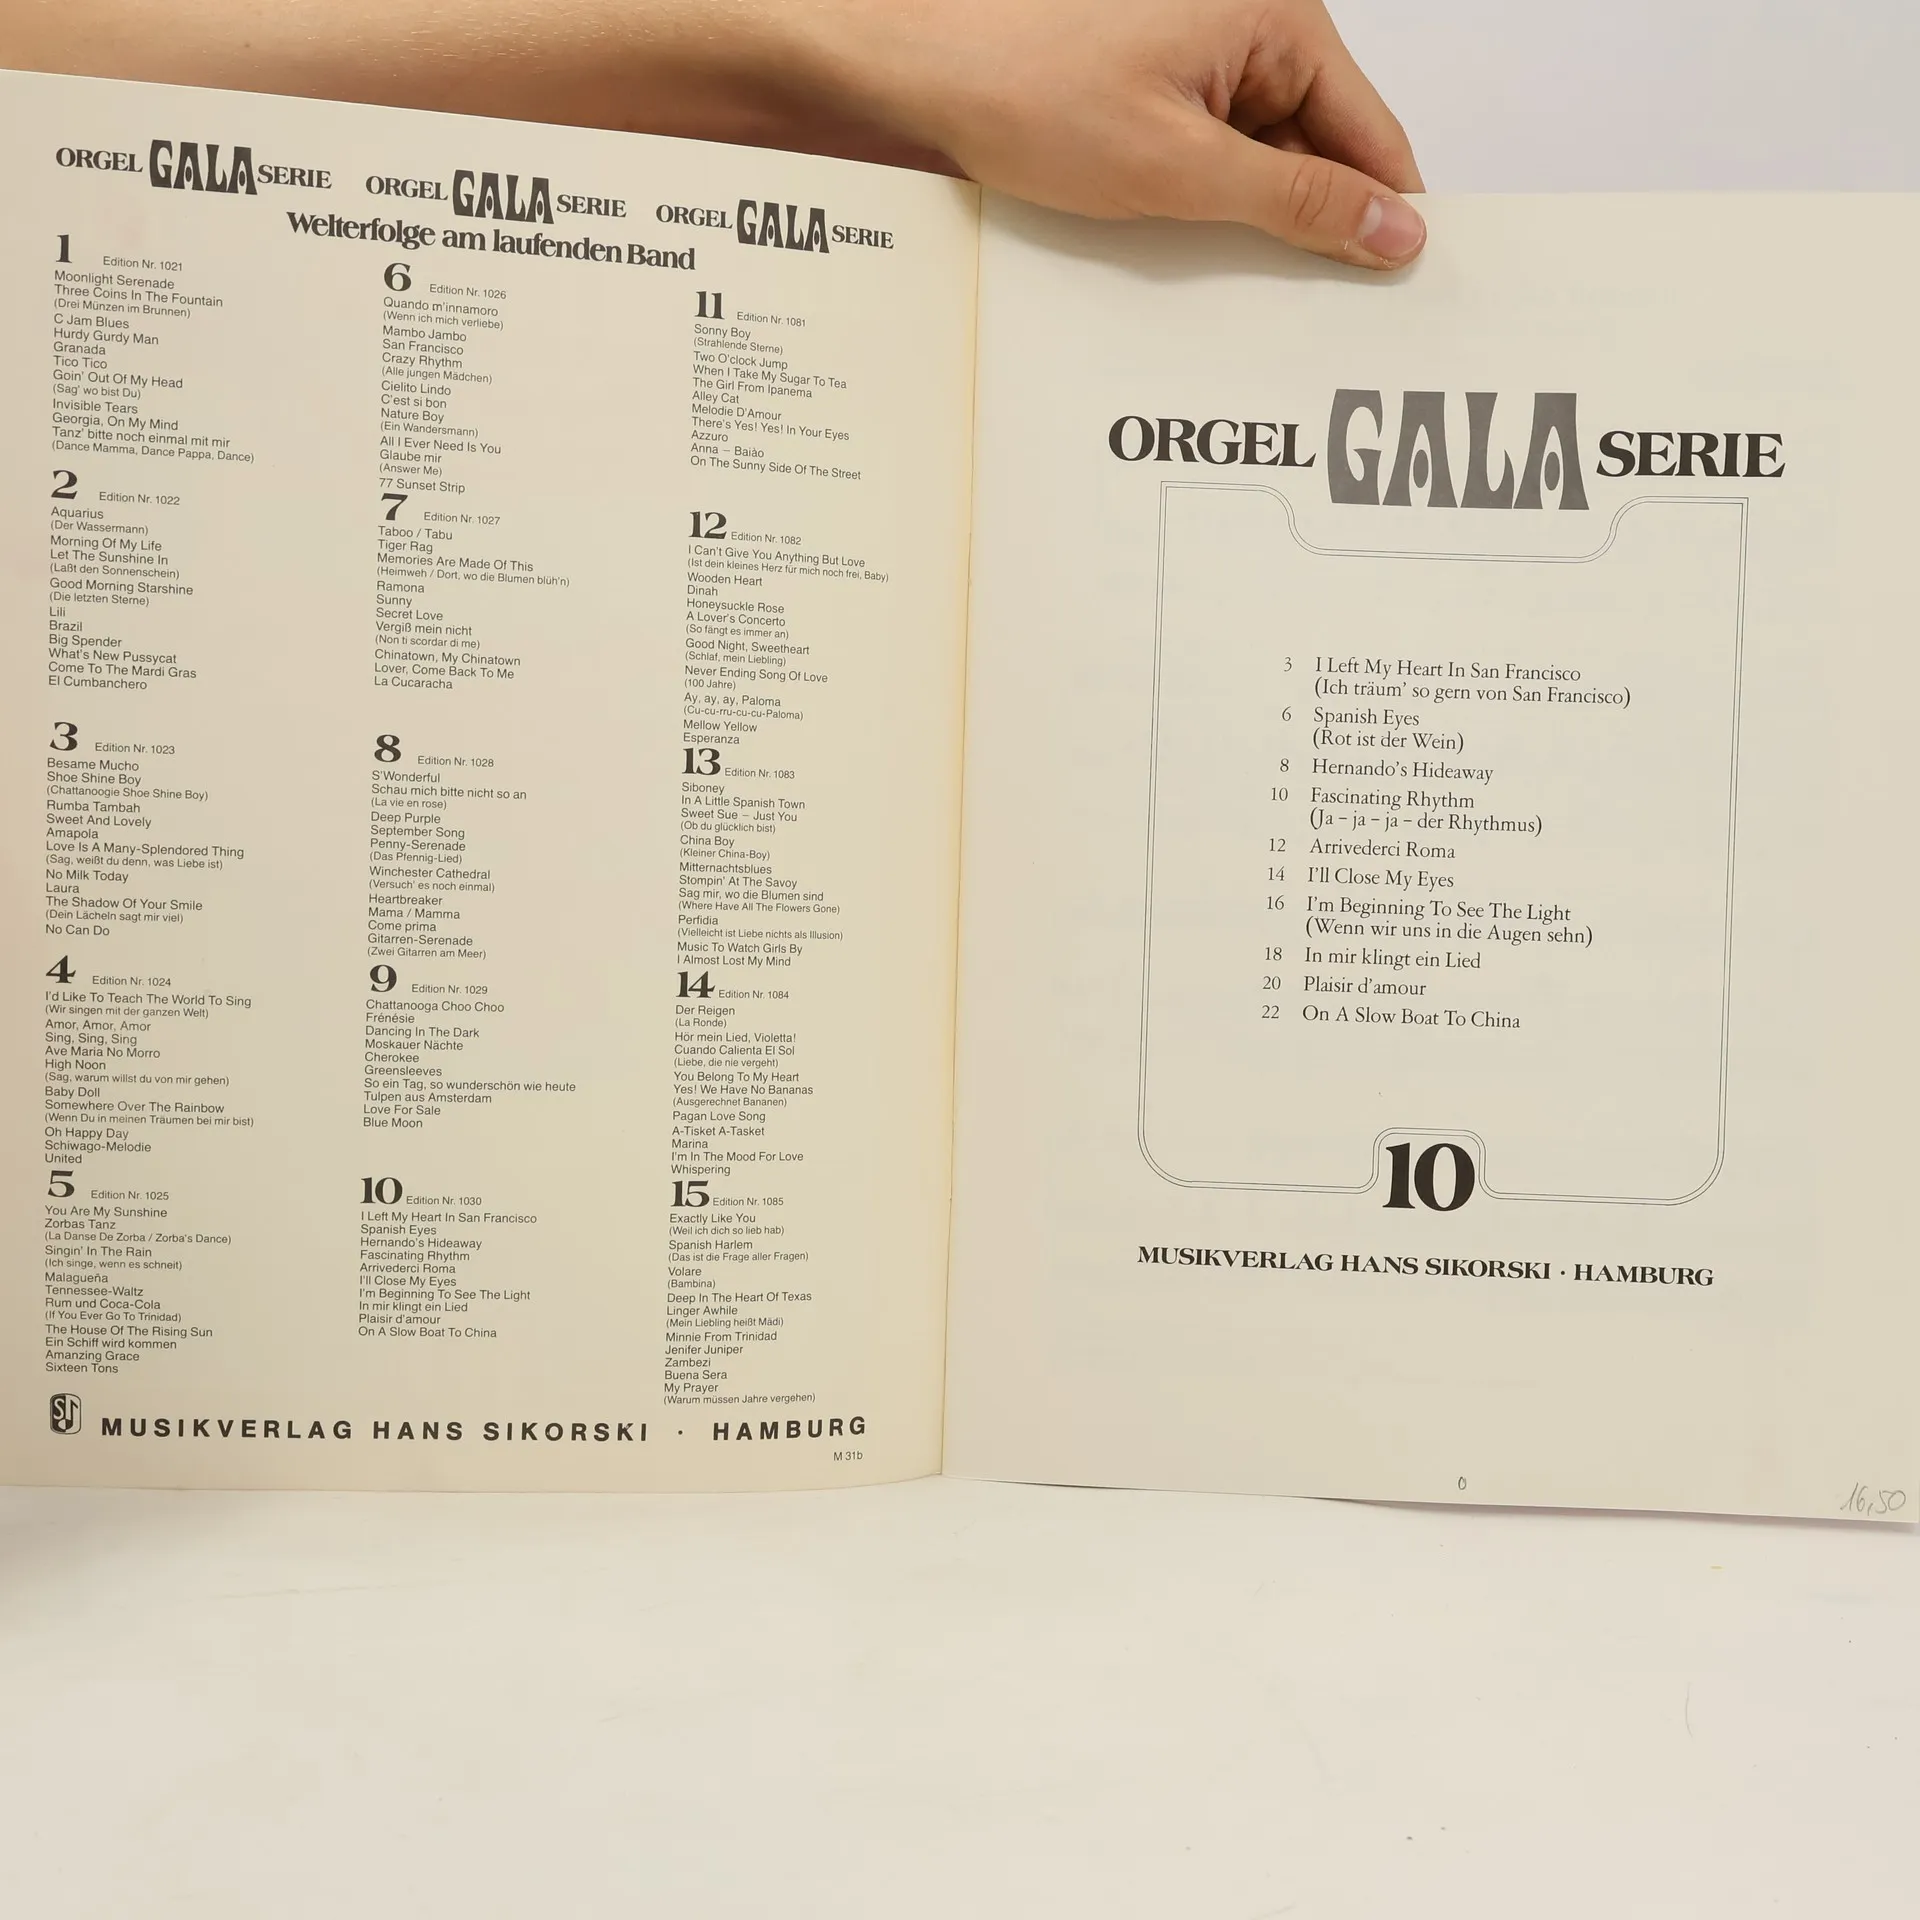 ORGEL GALA SERIE
ORGEL GALA SERIE
ORGEL GALA SERIE
Welterfolge am laufenden Band
1 Edition Nr. 1021
Moonlight Serenade
Three Coins In The Fountain
(Drei Münzen im Brunnen)
C Jam Blues
Hurdy Gurdy Man
Granada
Tico Tico
Goin' Out Of My Head
(Sag' wo bist Du)
Invisible Tears
Georgia, On My Mind
Tanz' bitte noch einmal mit mir
(Dance Mamma, Dance Pappa, Dance)
2 Edition Nr. 1022
Aquarius
(Der Wassermann)
Morning Of My Life
Let The Sunshine In
(Laßt den Sonnenschein)
Good Morning Starshine
(Die letzten Sterne)
Lili
Brazil
Big Spender
What's New Pussycat
Come To The Mardi Gras
El Cumbanchero
3 Edition Nr. 1023
Besame Mucho
Shoe Shine Boy
(Chattanoogie Shoe Shine Boy)
Rumba Tambah
Sweet And Lovely
Amapola
Love Is A Many-Splendored Thing
(Sag, weißt du denn, was Liebe ist)
No Milk Today
Laura
The Shadow Of Your Smile
(Dein Lächeln sagt mir viel)
No Can Do
4 Edition Nr. 1024
I'd Like To Teach The World To Sing
(Wir singen mit der ganzen Welt)
Amor, Amor, Amor
Sing, Sing, Sing
Ave Maria No Morro
High Noon
(Sag, warum willst du von mir gehen)
Baby Doll
Somewhere Over The Rainbow
(Wenn Du in meinen Träumen bei mir bist)
Oh Happy Day
Schiwago-Melodie
United
5 Edition Nr. 1025
You Are My Sunshine
Zorbas Tanz
(La Danse De Zorba / Zorba's Dance)
Singin' In The Rain
(Ich singe, wenn es schneit)
Malagueña
Tennessee-Waltz
Rum und Coca-Cola
(If You Ever Go To Trinidad)
The House Of The Rising Sun
Ein Schiff wird kommen
Amanzing Grace
Sixteen Tons
6 Edition Nr. 1026
Quando m'innamoro
(Wenn ich mich verliebe)
Mambo Jambo
San Francisco
Crazy Rhythm
(Alle jungen Mädchen)
Cielito Lindo
C'est si bon
Nature Boy
(Ein Wandersmann)
All I Ever Need Is You
Glaube mir
(Answer Me)
77 Sunset Strip
7 Edition Nr. 1027
Taboo / Tabu
Tiger Rag
Memories Are Made Of This
(Heimweh / Dort, wo die Blumen blüh'n)
Ramona
Sunny
Secret Love
Vergiß mein nicht
(Non ti scordar di me)
Chinatown, My Chinatown
Lover, Come Back To Me
La Cucaracha
8 Edition Nr. 1028
S'Wonderful
Schau mich bitte nicht so an
(La vie en rose)
Deep Purple
September Song
Penny-Serenade
(Das Pfennig-Lied)
Winchester Cathedral
(Versuch' es noch einmal)
Heartbreaker
Mama / Mamma
Come prima
Gitarren-Serenade
(Zwei Gitarren am Meer)
9 Edition Nr. 1029
Chattanooga Choo Choo
Frénésie
Dancing In The Dark
Moskauer Nächte
Cherokee
Greensleeves
So ein Tag, so wunderschön wie heute
Tulpen aus Amsterdam
Love For Sale
Blue Moon
10 Edition Nr. 1030
I Left My Heart In San Francisco
Spanish Eyes
Hernando's Hideaway
Fascinating Rhythm
Arrivederci Roma
I'll Close My Eyes
I'm Beginning To See The Light
In mir klingt ein Lied
Plaisir d'amour
On A Slow Boat To China
11 Edition Nr. 1081
Sonny Boy
(Strahlende Sterne)
Two O'clock Jump
When I Take My Sugar To Tea
The Girl From Ipanema
Alley Cat
Melodie D'Amour
There's Yes! Yes! In Your Eyes
Azzuro
Anna – Baião
On The Sunny Side Of The Street
12 Edition Nr. 1082
I Can't Give You Anything But Love
(Ist dein kleines Herz für mich noch frei, Baby)
Wooden Heart
Dinah
Honeysuckle Rose
A Lover's Concerto
(So fängt es immer an)
Good Night, Sweetheart
(Schlaf, mein Liebling)
Never Ending Song Of Love
(100 Jahre)
Ay, ay, ay, Paloma
(Cu-cu-rru-cu-cu-Paloma)
Mellow Yellow
Esperanza
13 Edition Nr. 1083
Siboney
In A Little Spanish Town
Sweet Sue – Just You
(Ob du glücklich bist)
China Boy
(Kleiner China-Boy)
Mitternachtsblues
Stompin' At The Savoy
Sag mir, wo die Blumen sind
(Where Have All The Flowers Gone)
Perfidia
(Vielleicht ist Liebe nichts als Illusion)
Music To Watch Girls By
I Almost Lost My Mind
14 Edition Nr. 1084
Der Reigen
(La Ronde)
Hör mein Lied, Violetta!
Cuando Calienta El Sol
(Liebe, die nie vergeht)
You Belong To My Heart
Yes! We Have No Bananas
(Ausgerechnet Bananen)
Pagan Love Song
A-Tisket A-Tasket
Marina
I'm In The Mood For Love
Whispering
15 Edition Nr. 1085
Exactly Like You
(Weil ich dich so lieb hab)
Spanish Harlem
(Das ist die Frage aller Fragen)
Volare
(Bambina)
Deep In The Heart Of Texas
Linger Awhile
(Mein Liebling heißt Mädi)
Minnie From Trinidad
Jenifer Juniper
Zambezi
Buena Sera
My Prayer
(Warum müssen Jahre vergehen)
MUSIKVERLAG HANS SIKORSKI · HAMBURG
M 31b
ORGEL GALA SERIE
3 I Left My Heart In San Francisco
(Ich träum' so gern von San Francisco)
6 Spanish Eyes
(Rot ist der Wein)
8 Hernando's Hideaway
10 Fascinating Rhythm
(Ja – ja – ja – der Rhythmus)
12 Arrivederci Roma
14 I'll Close My Eyes
16 I'm Beginning To See The Light
(Wenn wir uns in die Augen sehn)
18 In mir klingt ein Lied
20 Plaisir d'amour
22 On A Slow Boat To China
10
MUSIKVERLAG HANS SIKORSKI · HAMBURG
0
16,50